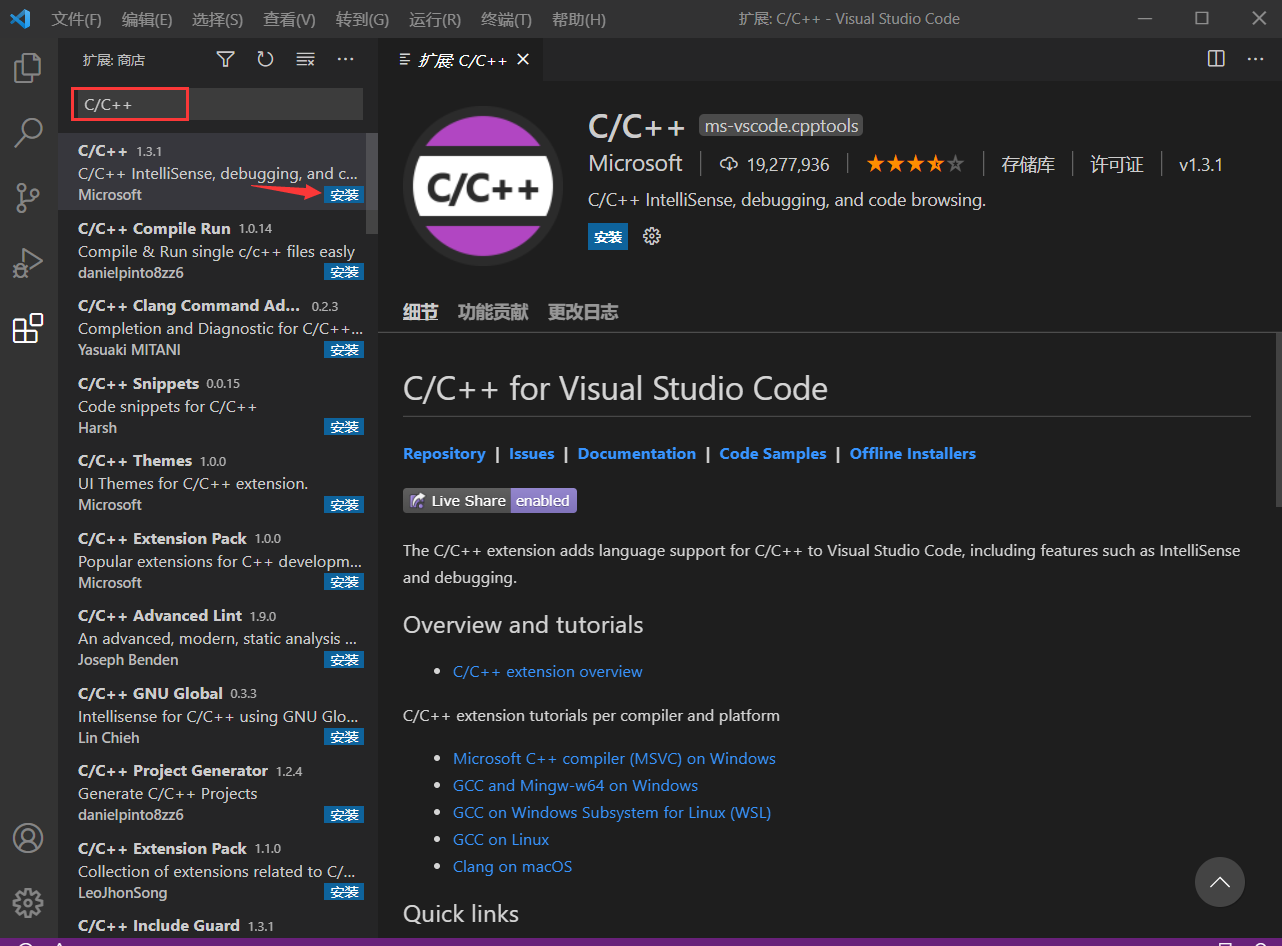 文件(F) 编辑(E) 选择(S) 查看(V) 转到(G) 运行(R) 终端(T) 帮助(H) 扩展: C/C++ - Visual Studio Code
扩展: 商店
C/C++
C/C++ 1.3.1
C/C++ IntelliSense, debugging, and c...
Microsoft 安装
C/C++ Compile Run 1.0.14
Compile & Run single c/c++ files easly
danielpinto8zz6 安装
C/C++ Clang Command Ad... 0.2.3
Completion and Diagnostic for C/C++...
Yasuaki MITANI 安装
C/C++ Snippets 0.0.15
Code snippets for C/C++
Harsh 安装
C/C++ Themes 1.0.0
UI Themes for C/C++ extension.
Microsoft 安装
C/C++ Extension Pack 1.0.0
Popular extensions for C++ developm...
Microsoft 安装
C/C++ Advanced Lint 1.9.0
An advanced, modern, static analysis ...
Joseph Benden 安装
C/C++ GNU Global 0.3.3
Intellisense for C/C++ using GNU Glo...
Lin Chieh 安装
C/C++ Project Generator 1.2.4
Generate C/C++ Projects
danielpinto8zz6 安装
C/C++ Extension Pack 1.1.0
Collection of extensions related to C/...
LeoJhonSong 安装
C/C++ Include Guard 1.3.1
扩展: C/C++
C/C++
C/C++ ms-vscode.cpptools
Microsoft 19,277,936 存储库 许可证 v1.3.1
C/C++ IntelliSense, debugging, and code browsing.
安装
细节 功能贡献 更改日志
C/C++ for Visual Studio Code
Repository | Issues | Documentation | Code Samples | Offline Installers
Live Share enabled
The C/C++ extension adds language support for C/C++ to Visual Studio Code, including features such as IntelliSense
and debugging.
Overview and tutorials
C/C++ extension overview
C/C++ extension tutorials per compiler and platform
Microsoft C++ compiler (MSVC) on Windows
GCC and Mingw-w64 on Windows
GCC on Windows Subsystem for Linux (WSL)
GCC on Linux
Clang on macOS
Quick links